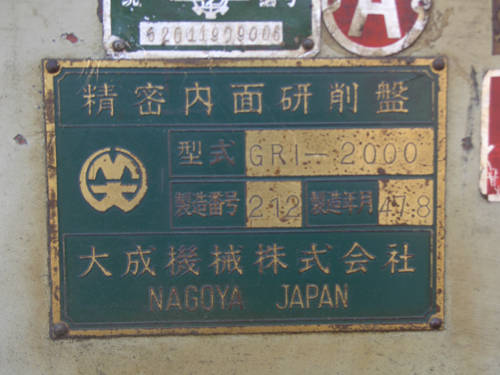 62011929006
A
精密内面研削盤
型式 GRI-2000
製造番号 212 製造年月 47.8
大成機械株式会社
NAGOYA JAPAN